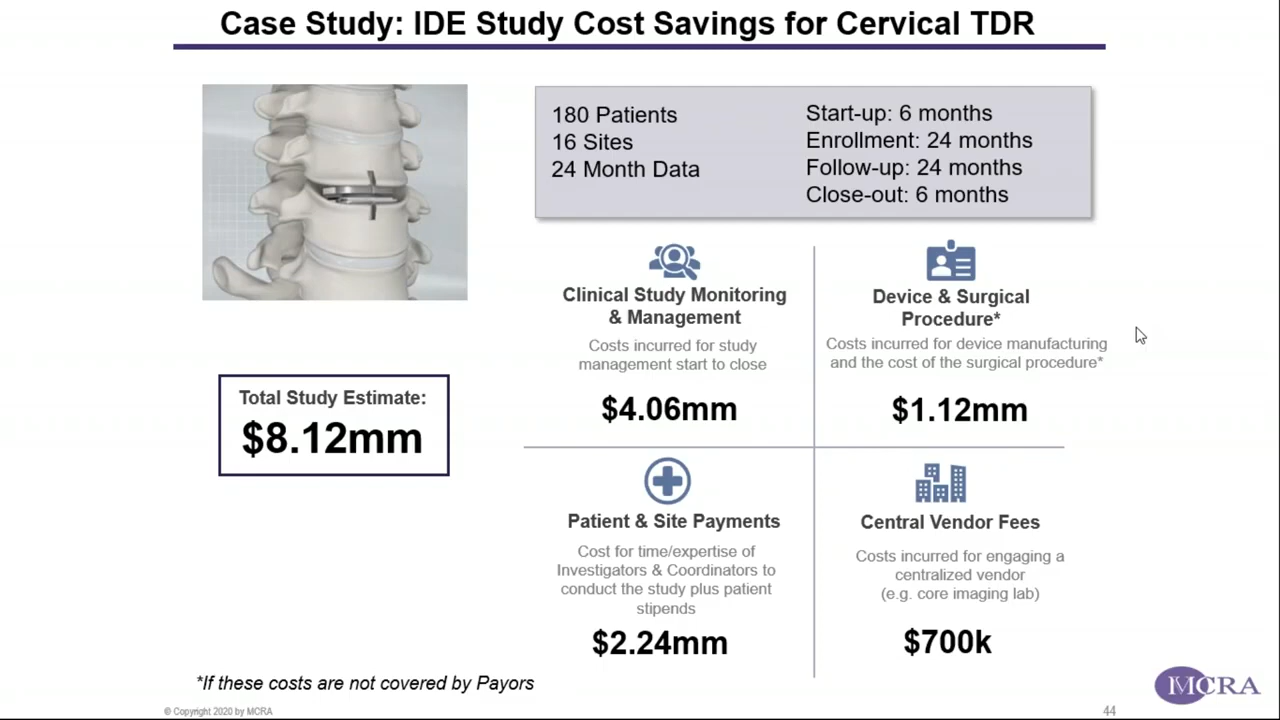 Case Study: IDE Study Cost Savings for Cervical TDR
180 Patients
16 Sites
24 Month Data
Start-up: 6 months
Enrollment: 24 months
Follow-up: 24 months
Close-out: 6 months
Total Study Estimate:
$8.12mm
Clinical Study Monitoring
& Management
Costs incurred for study
management start to close
$4.06mm
Device & Surgical
Procedure*
Costs incurred for device manufacturing
and the cost of the surgical procedure*
$1.12mm
Patient & Site Payments
Cost for time/expertise of
Investigators & Coordinators to
conduct the study plus patient
stipends
$2.24mm
Central Vendor Fees
Costs incurred for engaging a
centralized vendor
(e.g. core imaging lab)
$700k
*If these costs are not covered by Payors
© Copyright 2020 by MCRA
44
MCRA